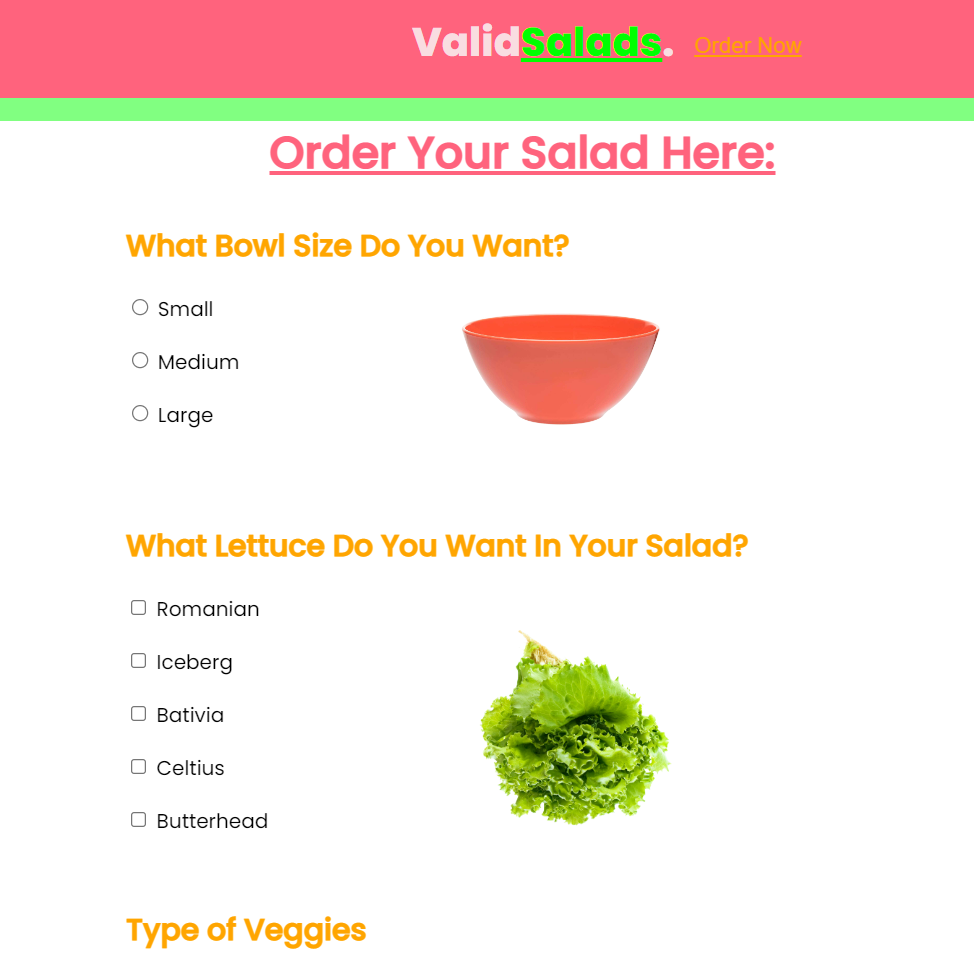 ValidSalads. Order Now
Order Your Salad Here:
What Bowl Size Do You Want?
Small
Medium
Large
What Lettuce Do You Want In Your Salad?
Romanian
Iceberg
Bativia
Celtius
Butterhead
Type of Veggies